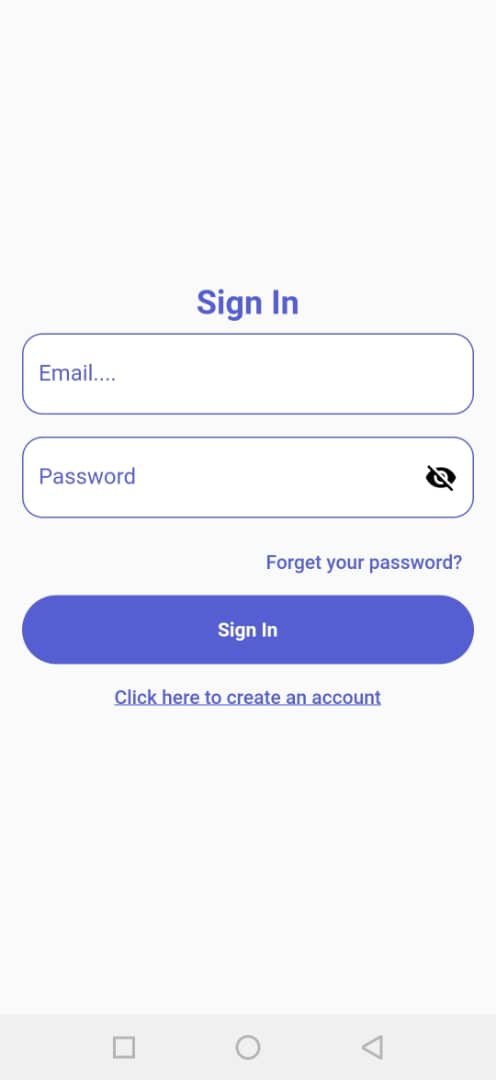 Sign In
Email....
Password
Forget your password?
Sign In
Click here to create an account